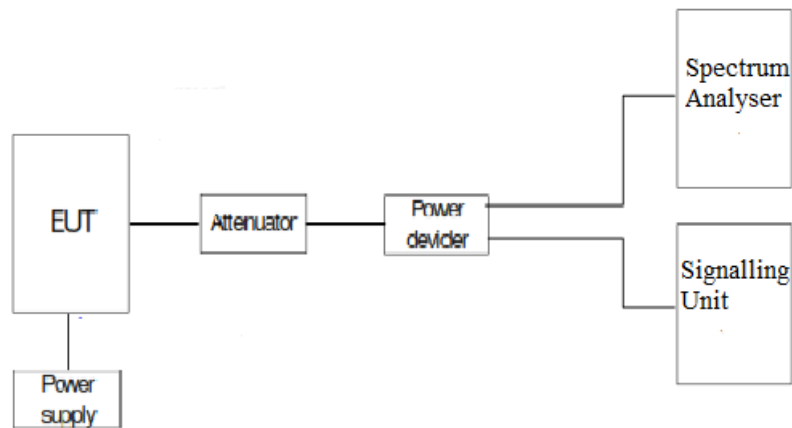 Spectrum
Analyser
EUT
Attenuator
Power
devider
Signalling
Unit
Power
supply